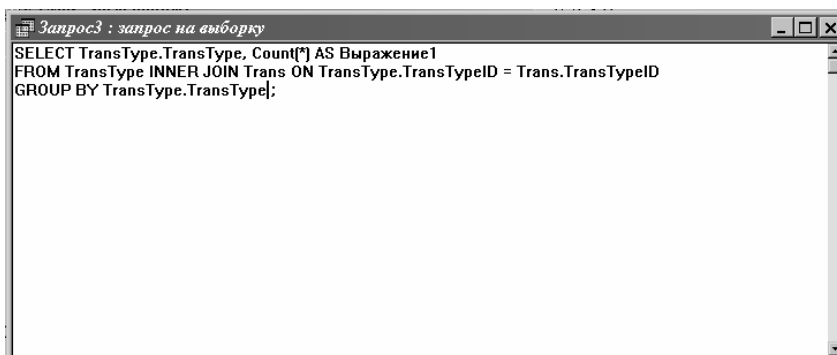 Запрос3 : запрос на выборку
SELECT TransType.TransType, Count(*) AS Выражение1
FROM TransType INNER JOIN Trans ON TransType.TransTypeID = Trans.TransTypeID
GROUP BY TransType.TransType;